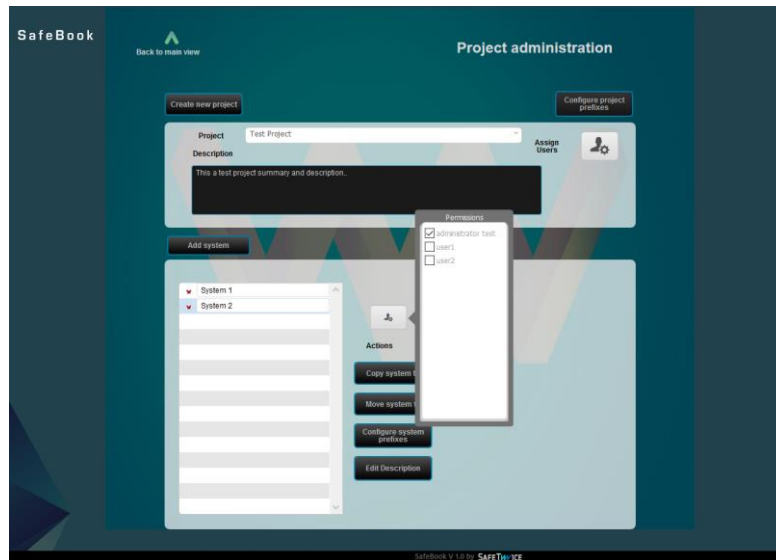 SafeBook
Back to main view
Project administration
Create new project
Configure project
prefixes
Project
Test Project
Assign
Users
Description
This a test project summary and description..
Permissions
administrator test
user1
user2
Add system
System 1
System 2
Actions
Copy system
Move system
Configure system
prefixes
Edit Description
SafeBook V 1.0 by SAFETWICE